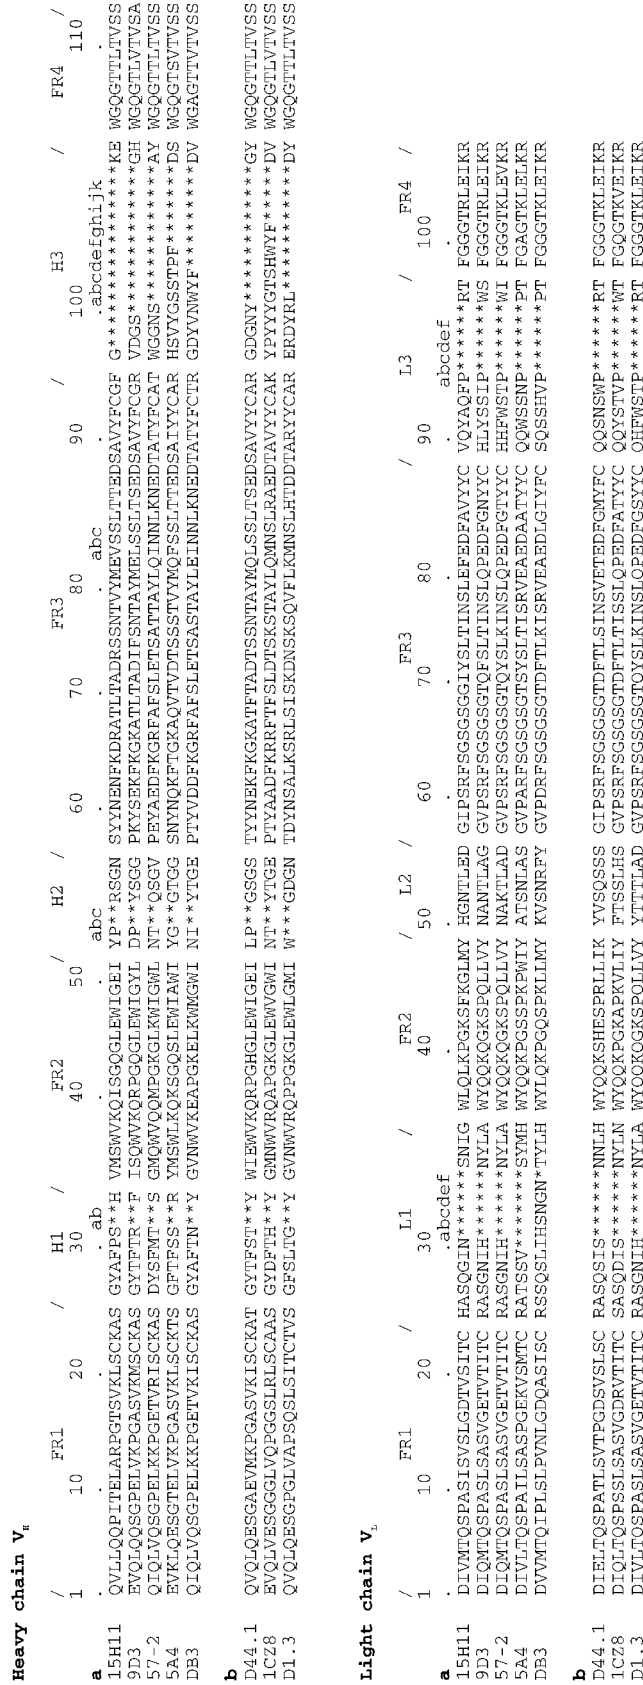 Heavy chain V_H
/ FR1 / H1 / FR2 / H2 / FR3 / H3 / FR4 /
1 10 20 30 40 50 60 70 80 90 100 110
. ab abc abc .abcdefghijk .
a
15H11 QVLLQQPITELARPGTSVKLSCKAS GYAFPS**H VMSWVKQISGQGLEWIGEI YP**RSGN SYYNENFKDRATLTADRSSNTVYMEVSSLTTEDSAVYFCGF G****************KE WGQGTTLTVSS
9D3 EVQLQQSGPELVKPGASVKMSCKAS GYTFTR**F ISQWVKQRPGQGLEWIGYL DP**YSGG PKYSEKFKGKATLTADIFSNTAYMELSSLTSEDSAVYFCGR VDGS*************GH WGQGTLVTVSA
57-2 QIQLVQSGPELKKPGETVRISCKAS DYSFMT**S GMQWVQQMPGKGLKWIGWL NT**QSGV PEYAEDFKGRFAFSLETSATTAYLQINNLKNEDTATYFCAT WGGNS************AY WGQGTTLTVSS
5A4 EVKLQESGTELVKPGASVKLSCKTS GFTFSS**R YMSWLKQKSGQSLEWIAWI YG**GTGG SNYNQKFTGKAQVTVDTSSSTVYMQFSSLTTEDSAIYYCAR HSVYGSSTPF*******DS WGQGTSVTVSS
DB3 QIQLVQSGPELKKPGETVKISCKAS GYAFTN**Y GVNWVKEAPGKELKWMGWI NI**YTGE PTYVDDFKGRFAFSLETSASTAYLEINNLKNEDTATYFCTR GDYVNWYF*********DV WGAGTTVTVSS
b
D44.1 QVQLQESGAEVMKPGASVKISCKAT GYTFST**Y WIEWVKQRPGHGLEWIGEI LP**GSGS TYYNEKFKGKATFTADTSSNTAYMQLSSLTSEDSAVYYCAR GDGNY************GY WGQGTTLTVSS
1CZ8 EVQLVESGGGLVQPGGSLRLSCAAS GYDFTH**Y GMNWVRQAPGKGLEWVGWI NT**YTGE PTYAADFKRRFTFSLDTSKSTAYLQMNSLRAEDTAVYYCAK YPYYYGTSHWYF*****DV WGQGTLVTVSS
D1.3 QVQLQESGPGLVAPSQSLSITCTVS GFSLTG**Y GVNWVRQPPGKGLEWLGMI W***GDGN TDYNSALKSRLSISKDNSKSQVFLKMNSLHTDDTARYYCAR ERDYRL***********DY WGQGTTLTVSS
Light chain V_L
/ FR1 / L1 / FR2 / L2 / FR3 / L3 / FR4 /
1 10 20 30 40 50 60 70 80 90 100
. abcdef abcdef .
a
15H11 DIVMTQSPASISVSLGDTVSITC HASQGIN******SNIG WLQLKPGKSFKGLMY HGNTLED GIPSRFSGSGSGGIYSLTINSLEFEDFAVYYC VQYAQFP******RT FGGGTRLEIKR
9D3 DIQMTQSPASLSASVGETVTITC RASGNIH******NYLA WYQQKQGKSPQLLVY NANTLAG GVPSRFSGSGSGTQFSLTINSLQPEDFGNYYC HLYSSIP******WS FGGGTRLEIKR
57-2 DIQMTQSPASLSASVGETVTITC RASGNIH******NYLA WYQQKQGKSPQLLVY NAKTLAD GVPSRFSGSGSGTQYSLKINSLQPEDFGTYYC HHFWSTP******WI FGGGTKLEVKR
5A4 DIVLTQSPAILSASPGEKVSMTC RATSSV*******SYMH WYQQKPGSSPKPWIY ATSNLAS GVPARFSGSGSGTSYSLTISRVEAEDAATYYC QQWSSNP******PT FGAGTKLELKR
DB3 DVVMTQIPLSLPVNLGDQASISC RSSQSLIHSNGN*TYLH WYLQKPGQSPKLLMY KVSNRFY GVPDRFSGSGSGTDFTLKISRVEAEDLGIYFC SQSSHVP******PT FGGGTKLEIKR
b
D44.1 DIELTQSPATLSVTPGDSVSLSC RASQSIS******NNLH WYQQKSHESPRLLIK YVSQSSS GIPSRFSGSGSGTDFTLSINSVETEDFGMYFC QQSNSWP******RT FGGGTKLEIKR
1CZ8 DIQLTQSPSSLSASVGDRVTITC SASQDIS******NYLN WYQQKPGKAPKVLIY FTSSLHS GVPSRFSGSGSGTDFTLTISSLQPEDFATYYC QQYSTVP******WT FGQGTKVEIKR
D1.3 DIVLTQSPASLSASVGETVTITC RASGNIH******NYLA WYQQKQGKSPQLLVY YTTTLAD GVPSRFSGSGSGTQYSLKINSLQPEDFGSYYC QHFWSTP******RT FGGGTKLEIKR